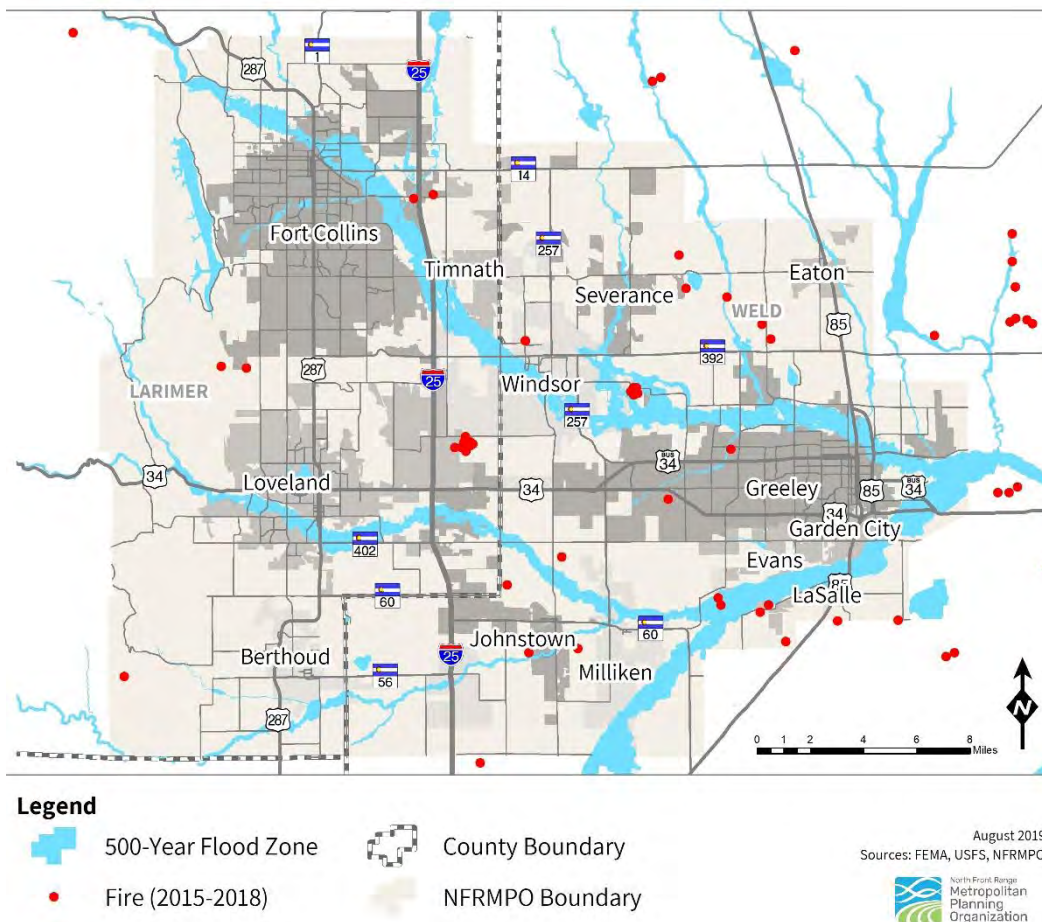 287
1
25
14
Fort Collins
257
Timnath
Severance
Eaton
WELD
85
392
287
25
LARIMER
Windsor
257
34
BUS
34
Loveland
34
Greeley
85
BUS
34
34
Garden City
402
Evans
85
60
LaSalle
60
Johnstown
Berthoud
25
56
Milliken
287
N
0 1 2 4 6 8
Miles
Legend
500-Year Flood Zone
County Boundary
Fire (2015-2018)
NFRMPO Boundary
August 2019
Sources: FEMA, USFS, NFRMPO
North Front Range
Metropolitan
Planning
Organization